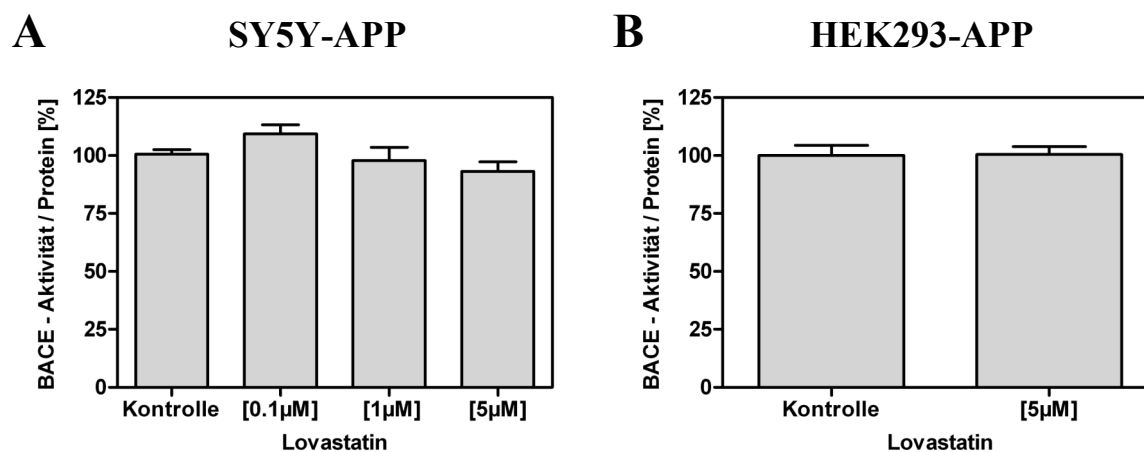 A SY5Y-APP
BACE - Aktivität / Protein [%]
125
100
75
50
25
0
Kontrolle [0.1µM] [1µM] [5µM]
Lovastatin
B HEK293-APP
BACE - Aktivität / Protein [%]
125
100
75
50
25
0
Kontrolle [5µM]
Lovastatin